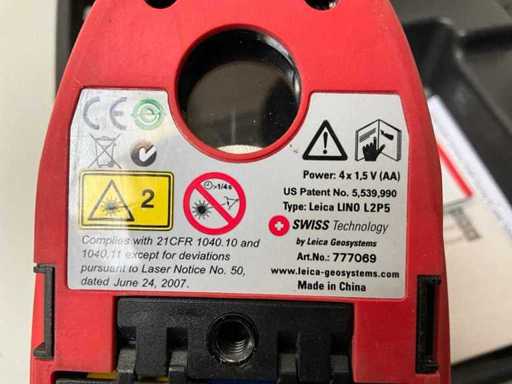 CE
2
>1/4s
Complies with 21CFR 1040.10 and
1040.11 except for deviations
pursuant to Laser Notice No. 50,
dated June 24, 2007.
Power: 4 x 1,5 V (AA)
US Patent No. 5,539,990
Type: Leica LINO L2P5
SWISS Technology
by Leica Geosystems
Art.No.: 777069
www.leica-geosystems.com
Made in China